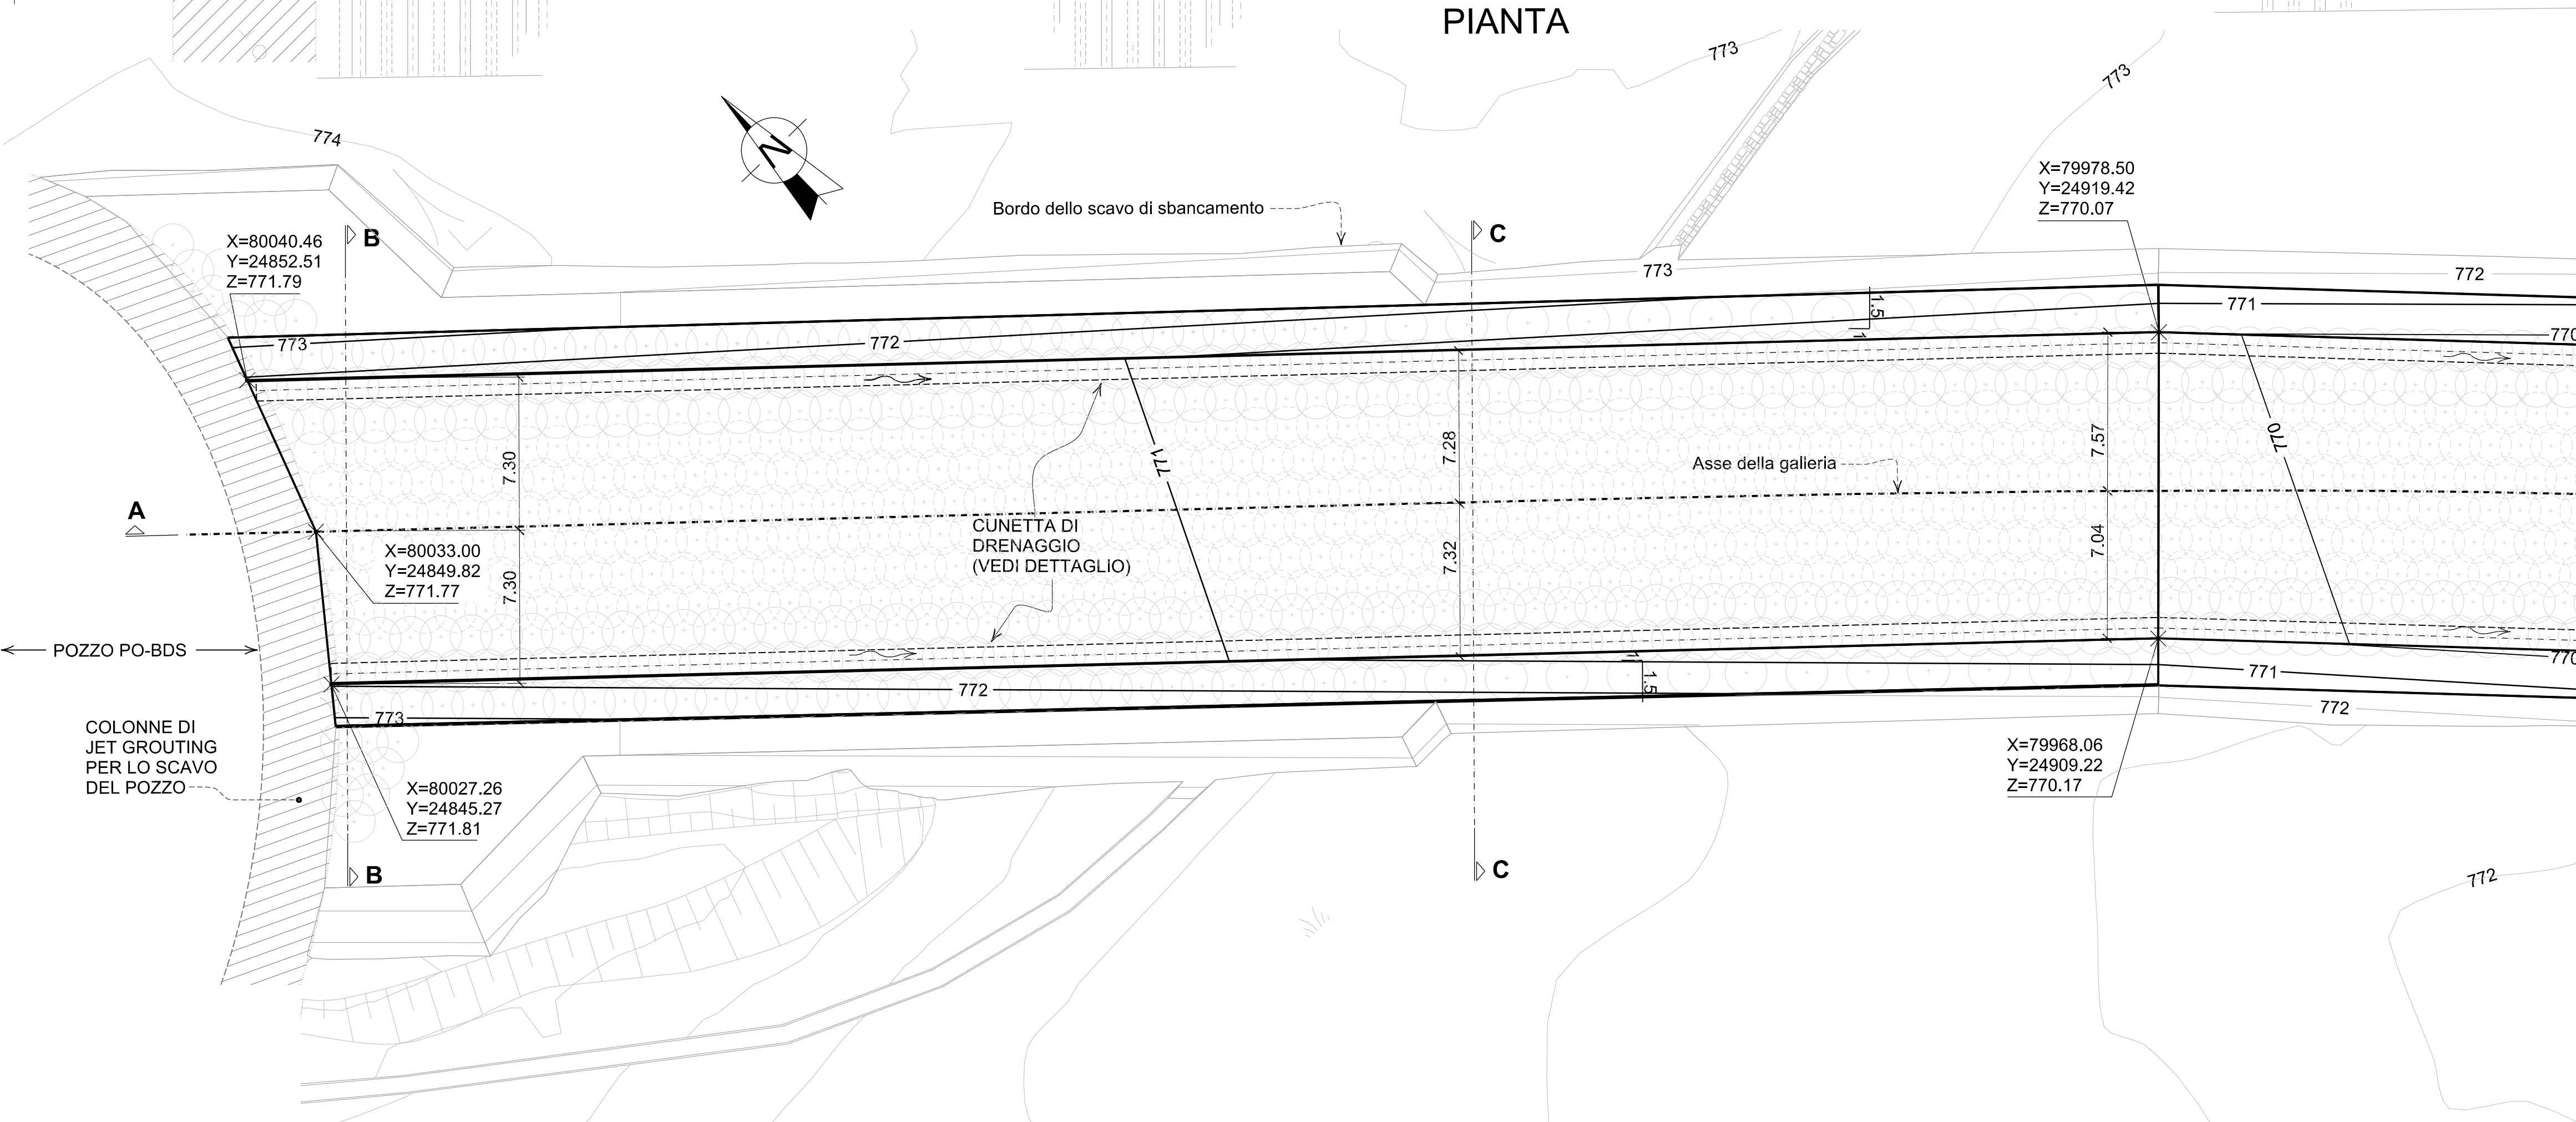 PIANTA
773
773
774
N
X=79978.50
Y=24919.42
Z=770.07
Bordo dello scavo di sbancamento
B
C
X=80040.46
Y=24852.51
Z=771.79
773
772
771
1.5
1
770
773
772
7.30
7.28
7.57
771
770
Asse della galleria
A
CUNETTA DI
DRENAGGIO
(VEDI DETTAGLIO)
X=80033.00
Y=24849.82
Z=771.77
7.30
7.32
7.04
POZZO PO-BDS
1
1.5
770
771
772
772
773
COLONNE DI
JET GROUTING
PER LO SCAVO
DEL POZZO
X=80027.26
Y=24845.27
Z=771.81
X=79968.06
Y=24909.22
Z=770.17
B
C
772